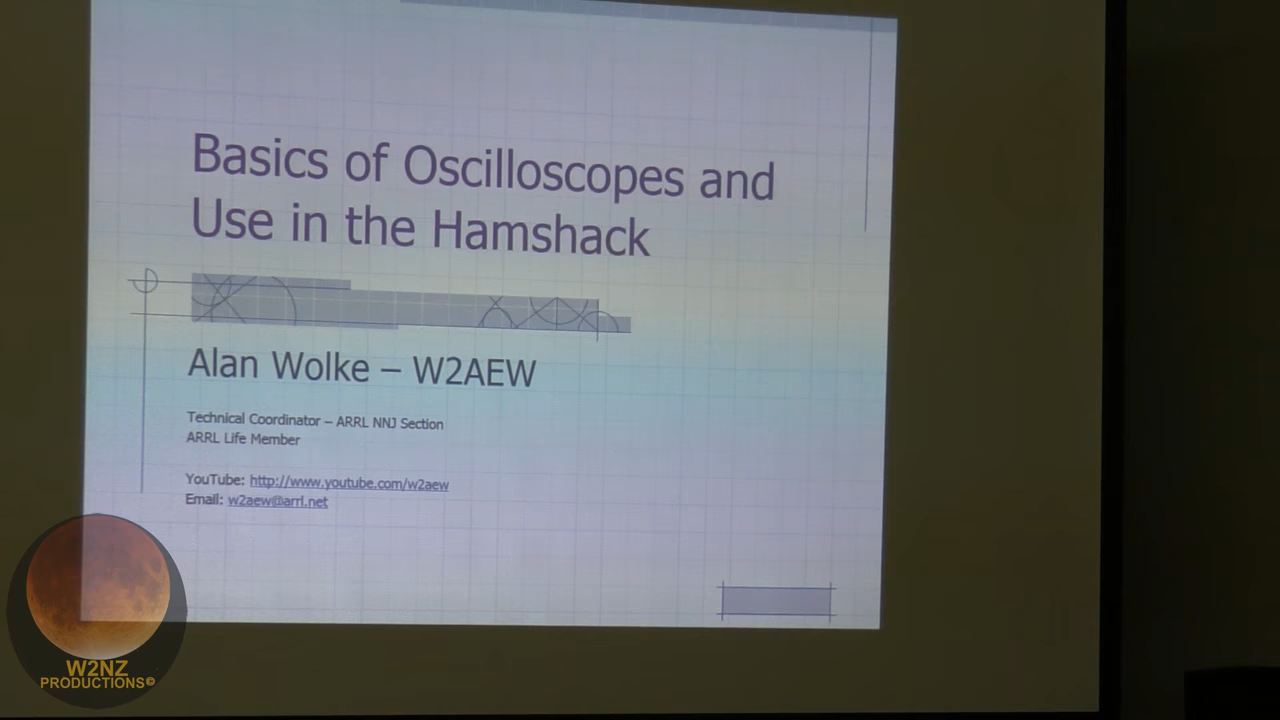 Basics of Oscilloscopes and
Use in the Hamshack
Alan Wolke – W2AEW
Technical Coordinator – ARRL NNJ Section
ARRL Life Member
YouTube: http://www.youtube.com/w2aew
Email: w2aew@arrl.net
W2NZ
PRODUCTIONS©